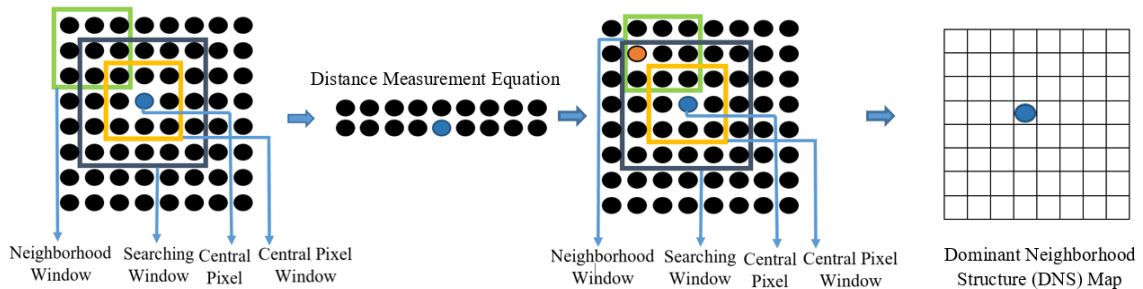 Distance Measurement Equation
Neighborhood
Window
Searching
Window
Central
Pixel
Central Pixel
Window
Neighborhood
Window
Searching
Window
Central
Pixel
Central Pixel
Window
Dominant Neighborhood
Structure (DNS) Map